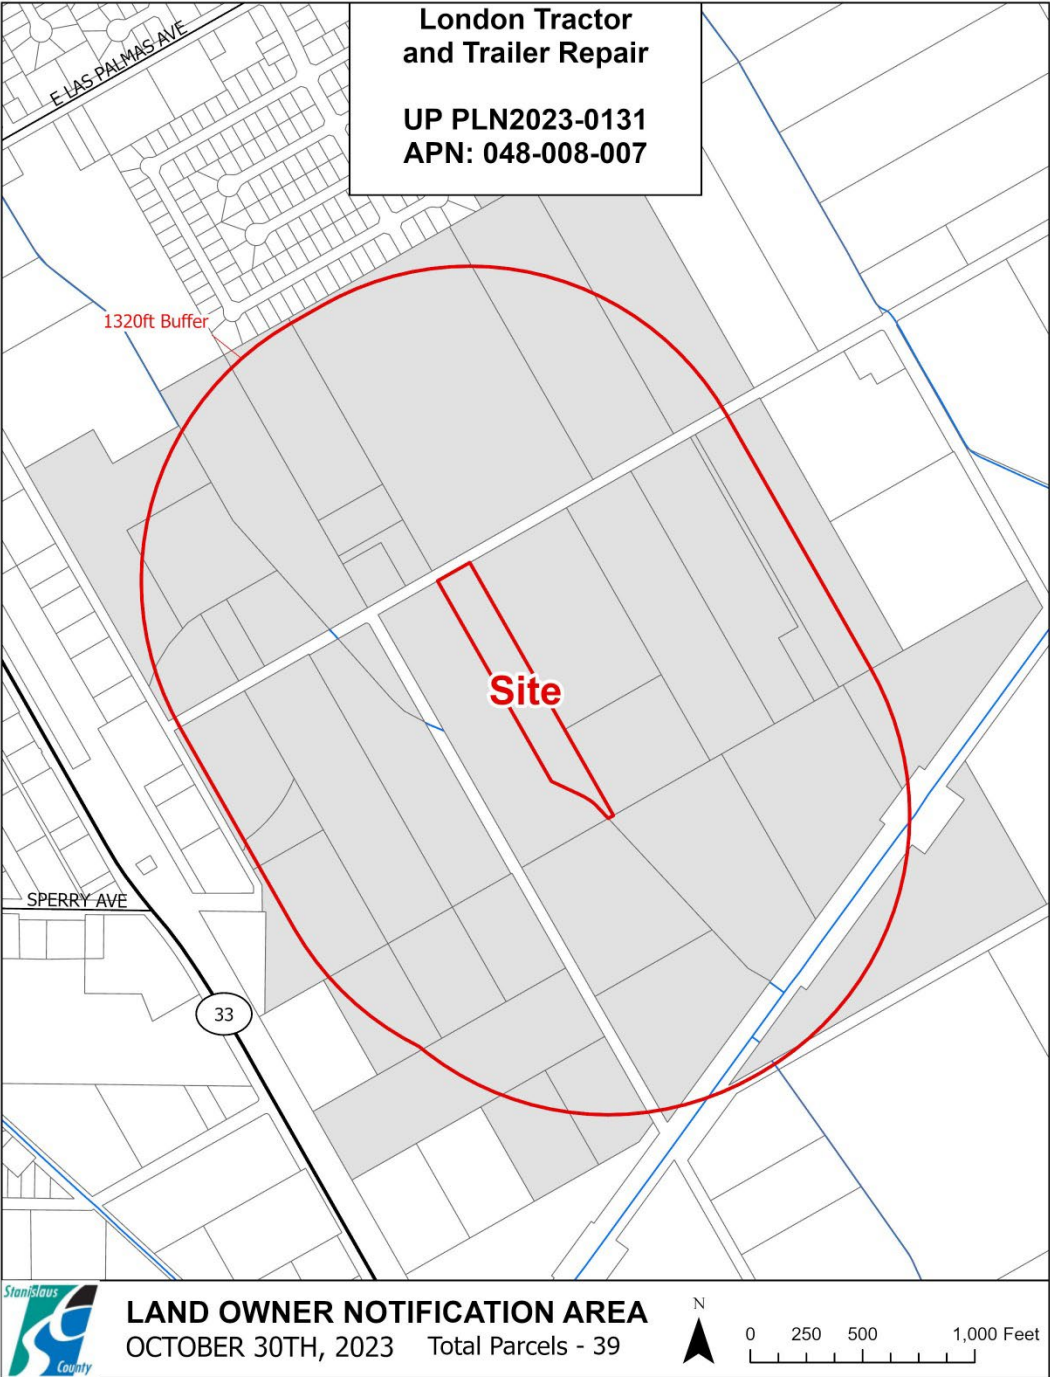 London Tractor
and Trailer Repair
UP PLN2023-0131
APN: 048-008-007
E LAS PALMAS AVE
1320ft Buffer
Site
SPERRY AVE
33
Stanislaus
County
LAND OWNER NOTIFICATION AREA
OCTOBER 30TH, 2023 Total Parcels - 39
N
0 250 500 1,000 Feet